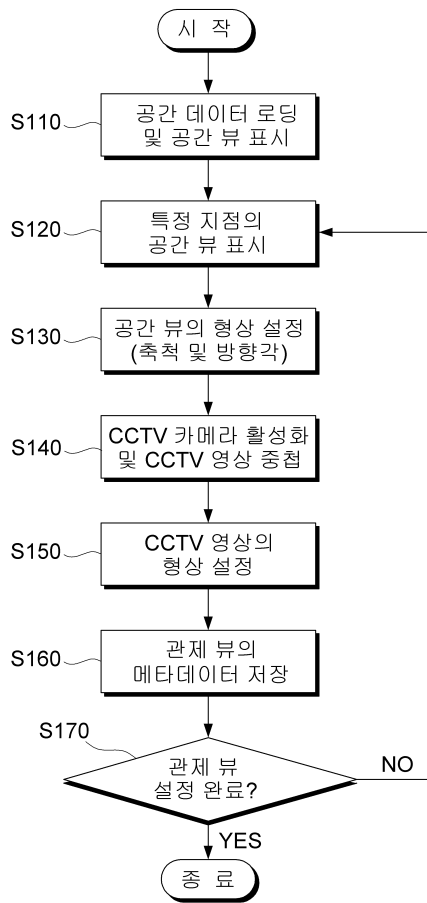 시 작
S110
공간 데이터 로딩
및 공간 뷰 표시
S120
특정 지점의
공간 뷰 표시
S130
공간 뷰의 형상 설정
(축척 및 방향각)
S140
CCTV 카메라 활성화
및 CCTV 영상 중첩
S150
CCTV 영상의
형상 설정
S160
관제 뷰의
메타데이터 저장
S170
관제 뷰
설정 완료?
NO
YES
종 료